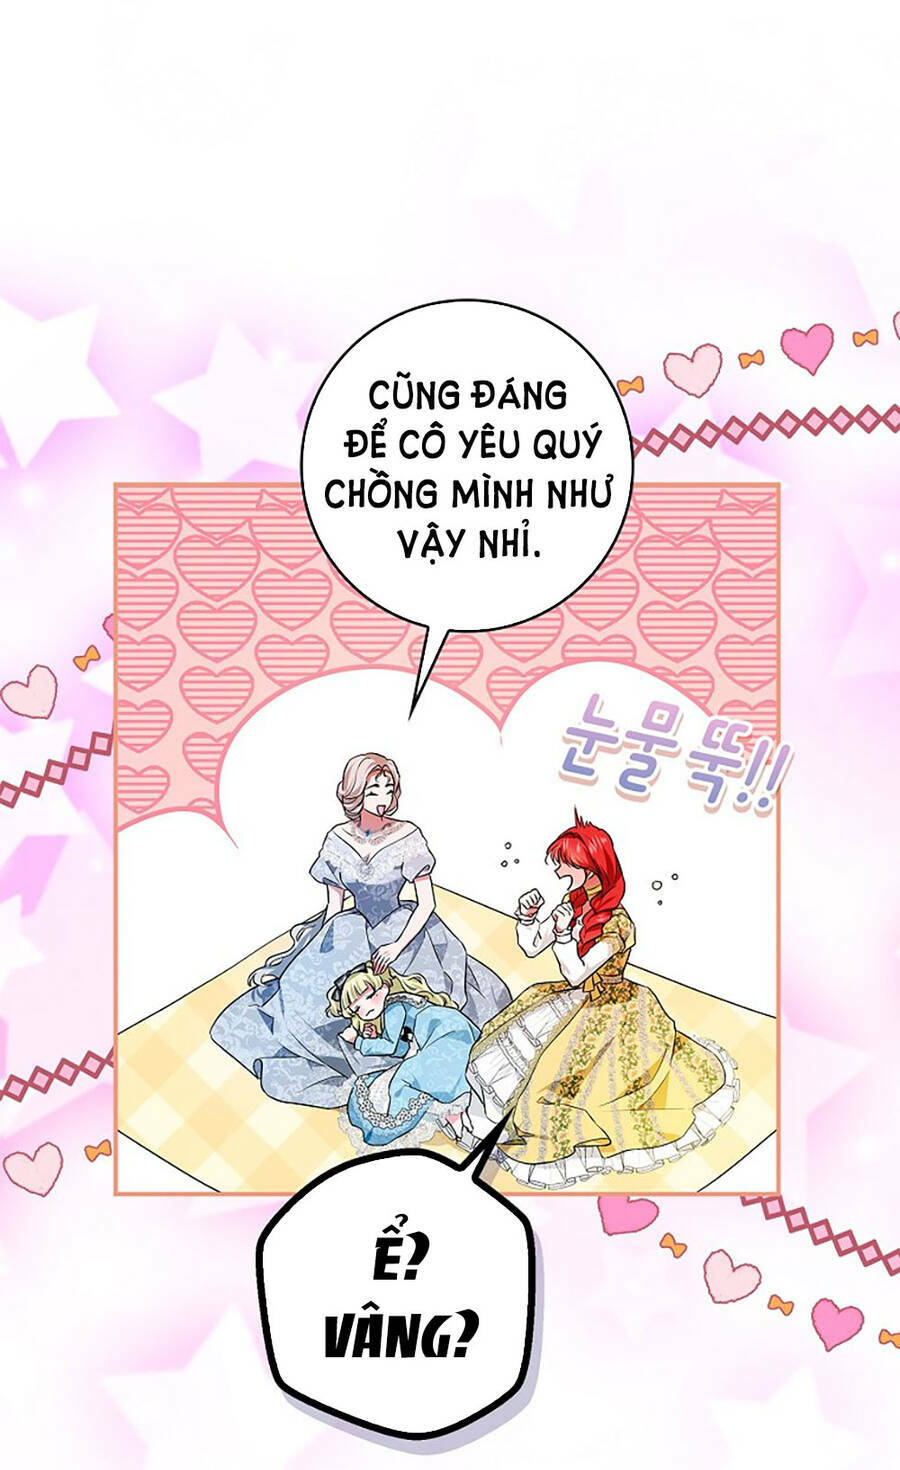 CŨNG ĐÁNG
ĐỂ CÔ YÊU QUÝ
CHỒNG MÌNH NHƯ
VẬY NHỈ.
눈물 뚝!!
Ể?
VÂNG?